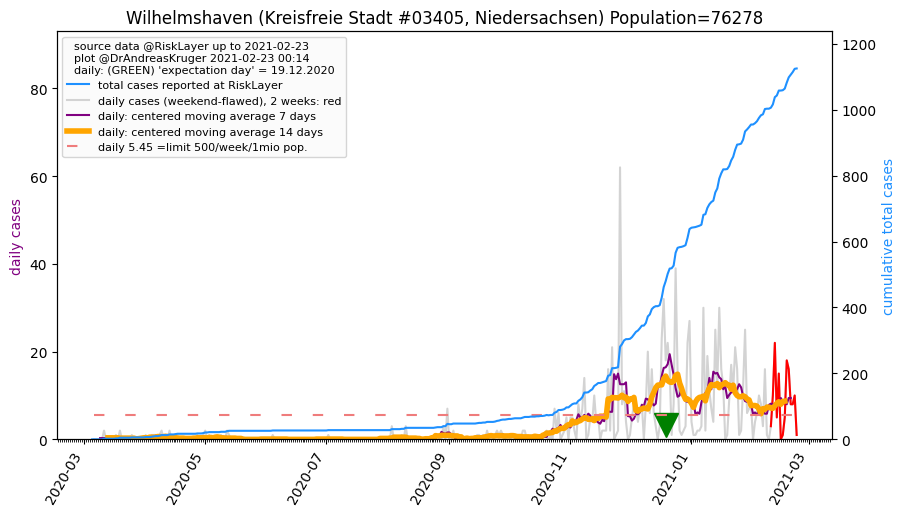 Wilhelmshaven (Kreisfreie Stadt #03405, Niedersachsen) Population=76278
source data @RiskLayer up to 2021-02-23
plot @DrAndreasKruger 2021-02-23 00:14
daily: (GREEN) 'expectation day' = 19.12.2020
total cases reported at RiskLayer
daily cases (weekend-flawed), 2 weeks: red
daily: centered moving average 7 days
daily: centered moving average 14 days
daily 5.45 =limit 500/week/1mio pop.
daily cases
80
60
40
20
0
cumulative total cases
1200
1000
800
600
400
200
0
2020-03
2020-05
2020-07
2020-09
2020-11
2021-01
2021-03